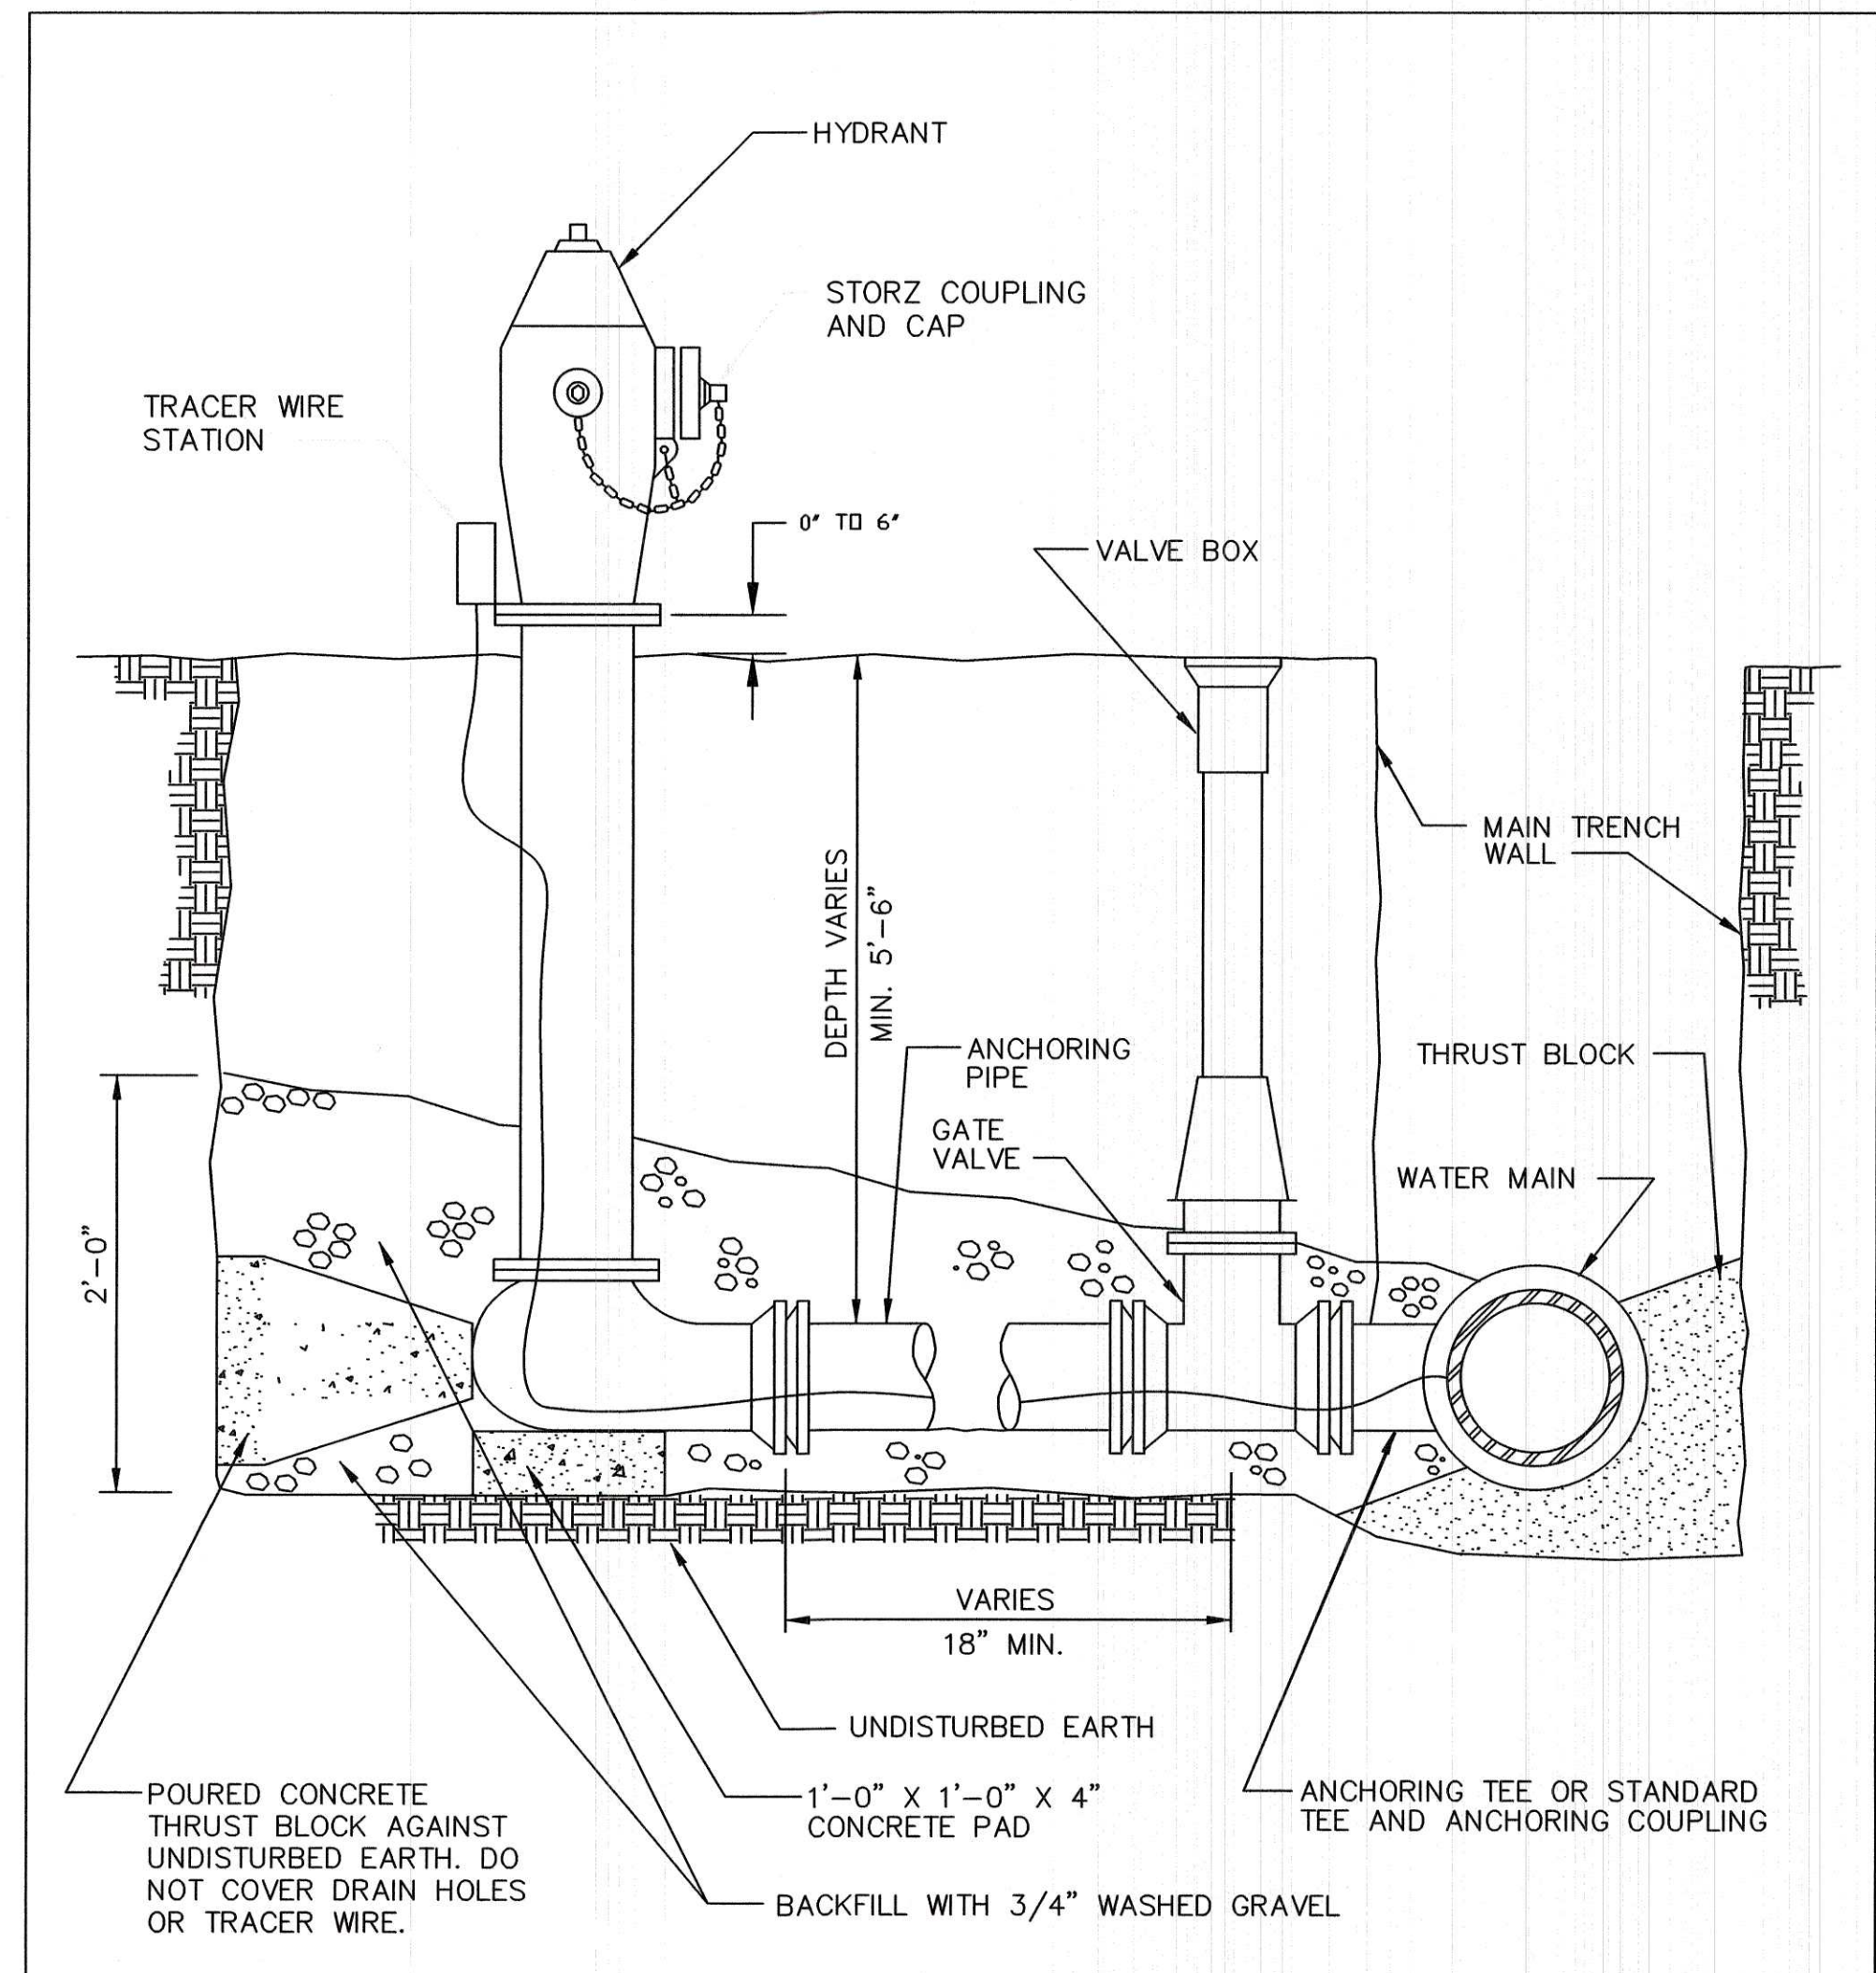 HYDRANT
STORZ COUPLING
AND CAP
TRACER WIRE
STATION
0" TO 6"
VALVE BOX
MAIN TRENCH
WALL
DEPTH VARIES
MIN. 5'-6"
ANCHORING
PIPE
THRUST BLOCK
GATE
VALVE
WATER MAIN
2'-0"
VARIES
18" MIN.
UNDISTURBED EARTH
1'-0" X 1'-0" X 4"
CONCRETE PAD
POURED CONCRETE
THRUST BLOCK AGAINST
UNDISTURBED EARTH. DO
NOT COVER DRAIN HOLES
OR TRACER WIRE.
ANCHORING TEE OR STANDARD
TEE AND ANCHORING COUPLING
BACKFILL WITH 3/4" WASHED GRAVEL